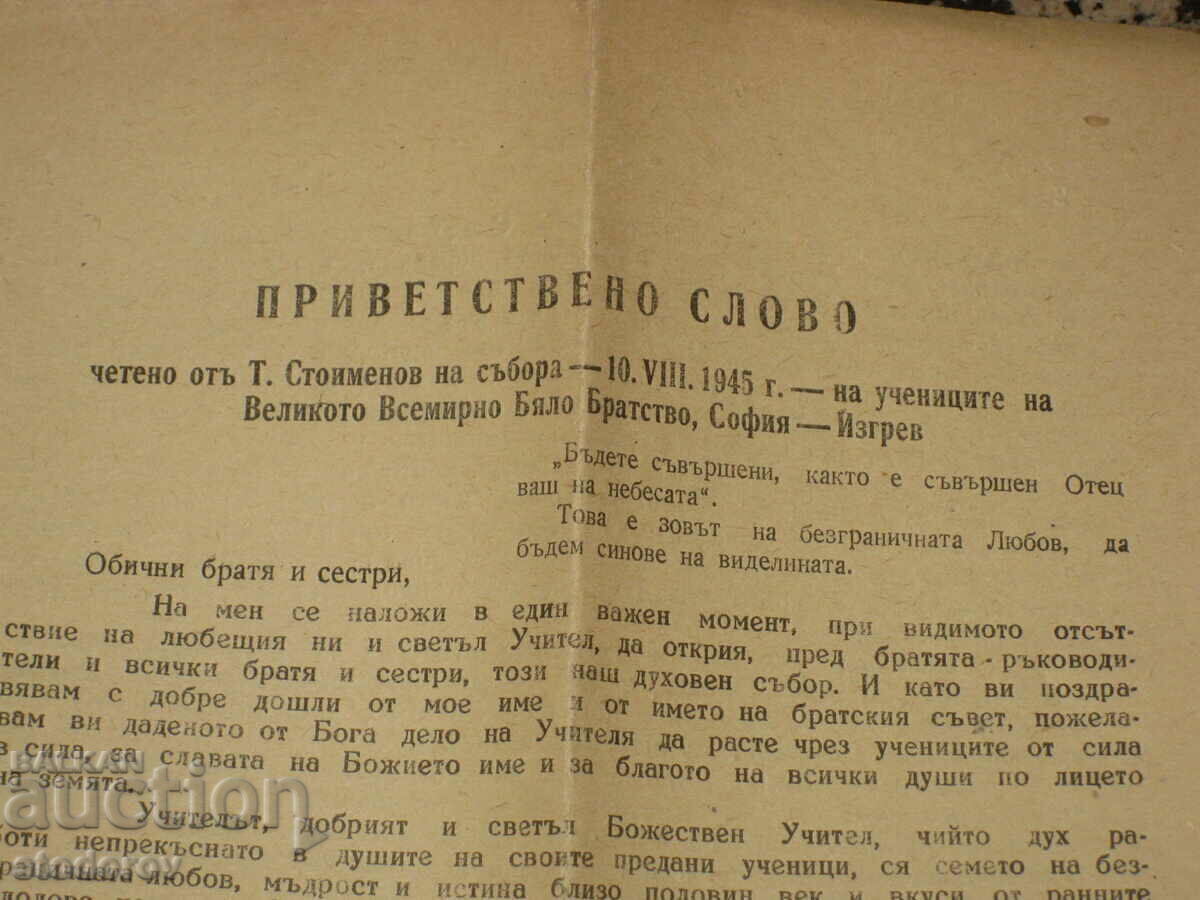 ПРИВЕТСТВЕНО СЛОВО
четено отъ Т. Стоименов на събора — 10. VIII. 1945 г. — на учениците на
Великото Всемирно Бяло Братство, София — Изгрев
„Бъдете съвършени, както е съвършен Отец
ваш на небесата“.
Това е зовът на безграничната Любов, да
бъдем синове на виделината.
Обични братя и сестри,
На мен се наложи в един важен момент, при видимото отсът-
ствие на любещия ни и светъл Учител, да открия, пред братята - ръководи-
тели и всички братя и сестри, този наш духовен събор. И като ви поздра-
вявам с добре дошли от мое име и от името на братския съвет, пожела-
вам ви даденото от Бога дело на Учителя да расте чрез учениците от сила
в сила, за славата на Божието име и за благото на всички души по лицето
на земята.
Учителът, добрият и светъл Божествен Учител, чийто дух ра-
боти непрекъснато в душите на своите предани ученици, ся семето на без-
любов, мъдрост и истина близо половин век и вкуси от ранните
BALKAN
auction
etodorov